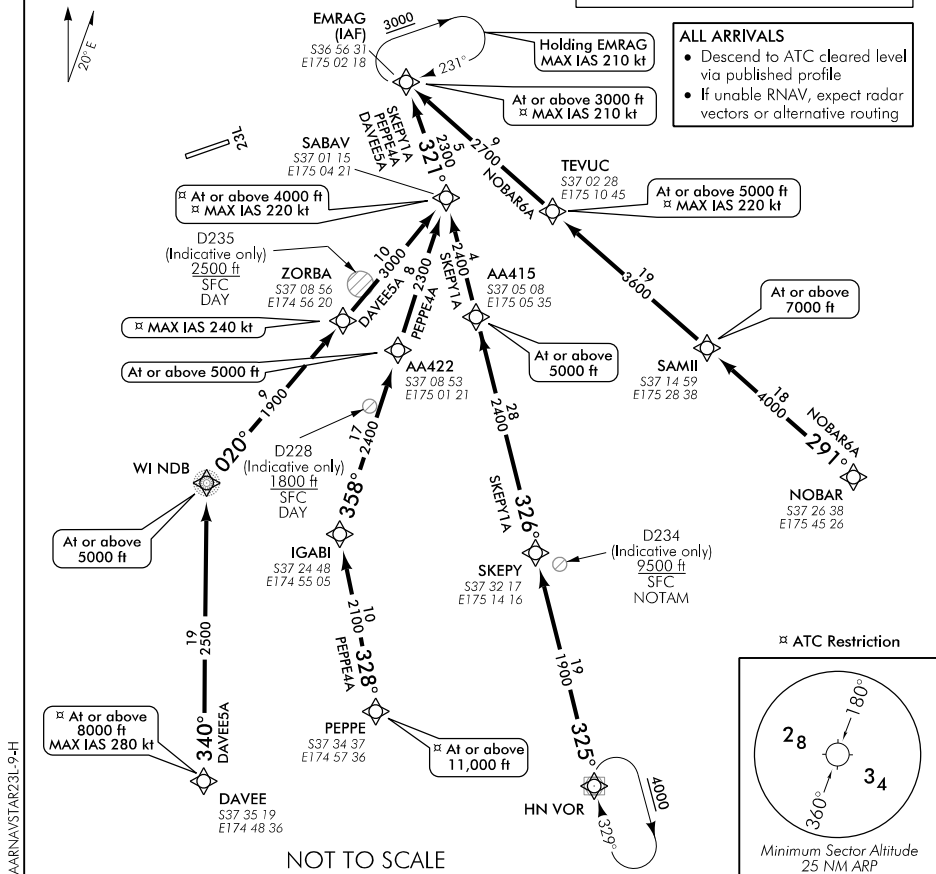 20° E
EMRAG
(IAF)
S36 56 31
E175 02 18
3000
231°
Holding EMRAG
MAX IAS 210 kt
At or above 3000 ft
¤ MAX IAS 210 kt
ALL ARRIVALS
• Descend to ATC cleared level
via published profile
• If unable RNAV, expect radar
vectors or alternative routing
23L
SABAV
S37 01 15
E175 04 21
SKEPY1A
PEPPE4A
DAVEE5A
321°
5
2300
9
2700
NOBAR6A
TEVUC
S37 02 28
E175 10 45
¤ At or above 4000 ft
¤ MAX IAS 220 kt
At or above 5000 ft
¤ MAX IAS 220 kt
D235
(Indicative only)
2500 ft
SFC
DAY
ZORBA
S37 08 56
E174 56 20
10
3000
DAVEE5A
8
2300
PEPPE4A
4
2400
SKEPY1A
AA415
S37 05 08
E175 05 35
19
3600
At or above
7000 ft
¤ MAX IAS 240 kt
At or above 5000 ft
AA422
S37 08 53
E175 01 21
At or above
5000 ft
SAMII
S37 14 59
E175 28 38
9
1900
020°
WI NDB
D228
(Indicative only)
1800 ft
SFC
DAY
17
2400
358°
28
2400
SKEPY1A
326°
18
4000
NOBAR6A
291°
NOBAR
S37 26 38
E175 45 26
At or above
5000 ft
IGABI
S37 24 48
E174 55 05
SKEPY
S37 32 17
E175 14 16
D234
(Indicative only)
9500 ft
SFC
NOTAM
19
2500
10
2100
PEPPE4A
328°
19
1900
325°
¤ ATC Restriction
¤ At or above
8000 ft
MAX IAS 280 kt
340°
DAVEE5A
PEPPE
S37 34 37
E174 57 36
¤ At or above
11,000 ft
DAVEE
S37 35 19
E174 48 36
HN VOR
4000
329°
180°
28
34
360°
Minimum Sector Altitude
25 NM ARP
NOT TO SCALE
AARNAVSTAR23L-9-H